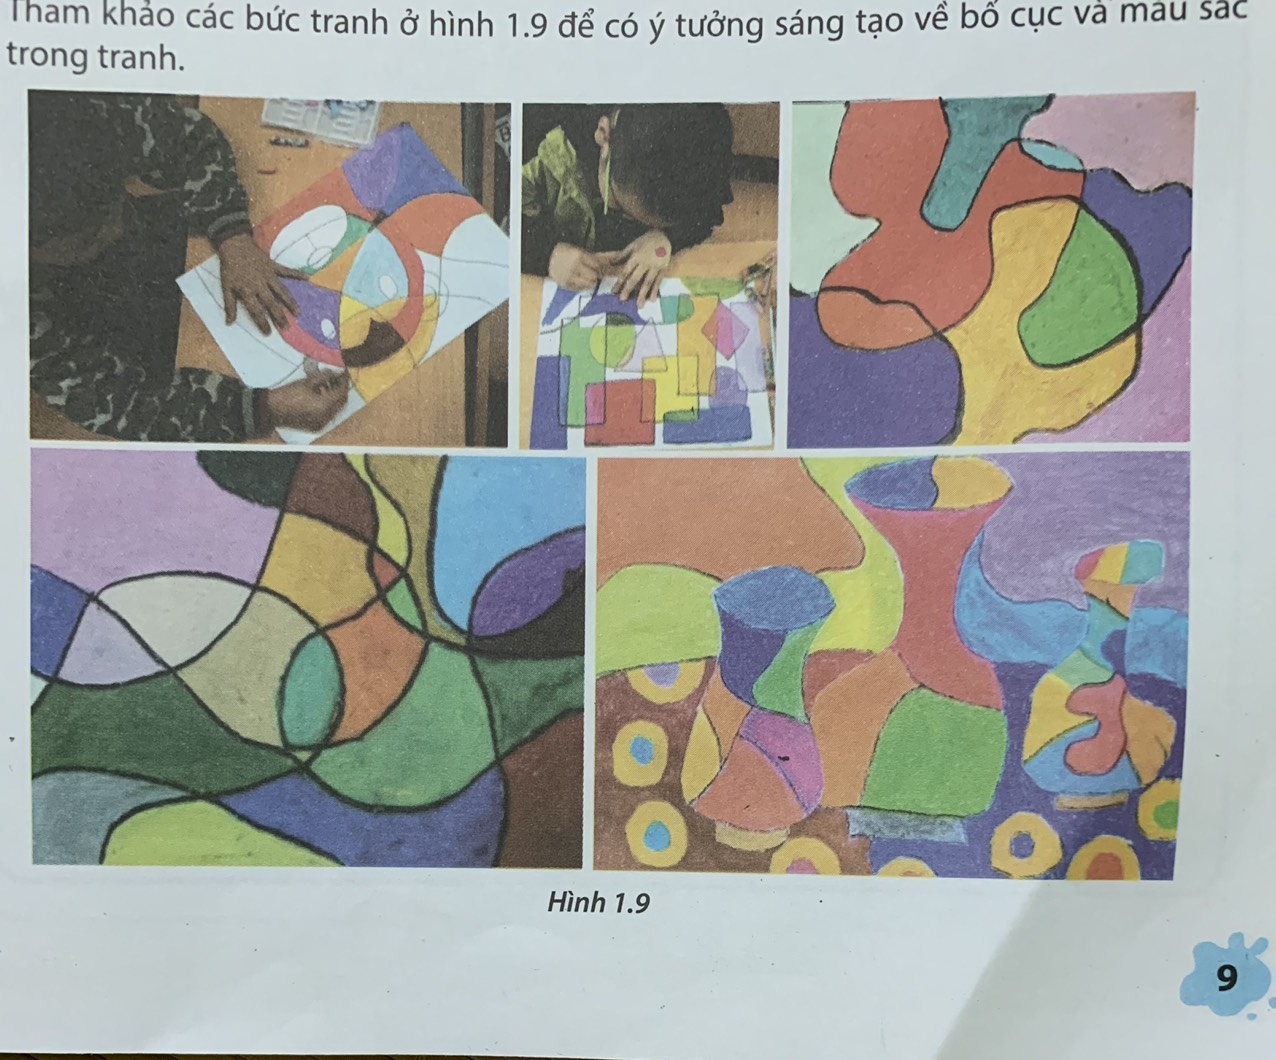 Tham khảo các bức tranh ở hình 1.9 để có ý tưởng sáng tạo về bố cục và màu sắc
trong tranh.
Hình 1.9
9